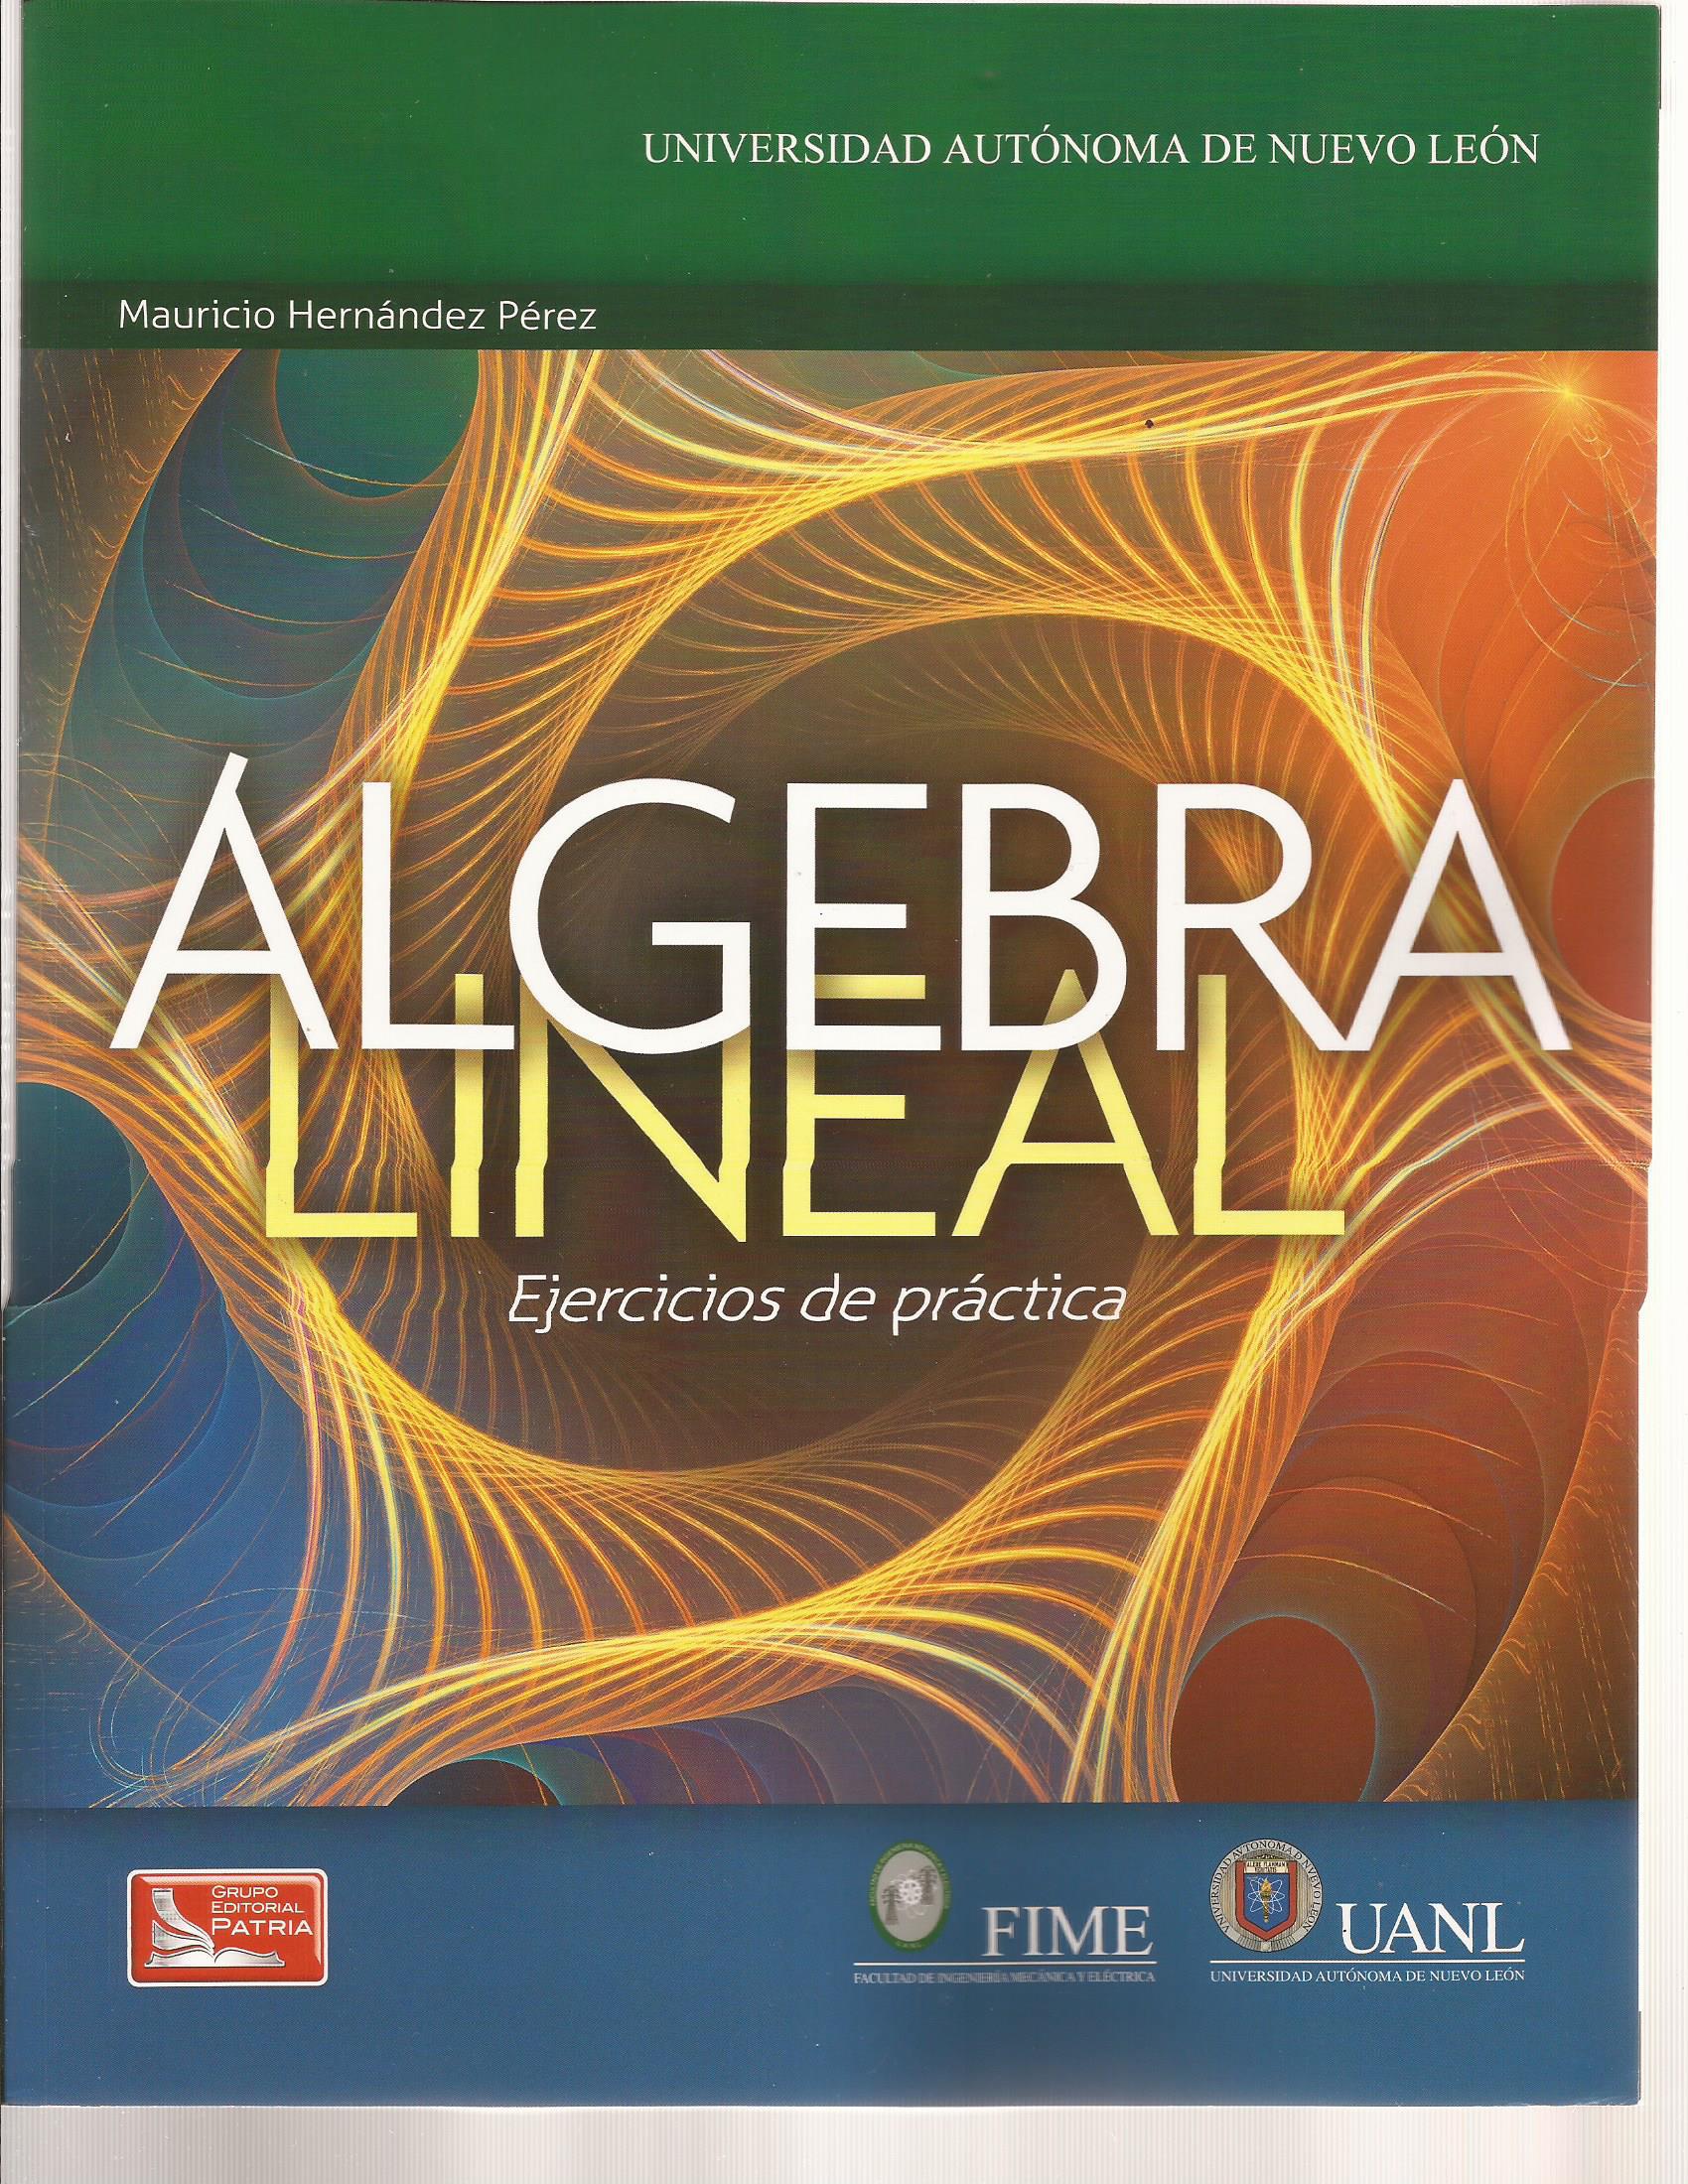 UNIVERSIDAD AUTÓNOMA DE NUEVO LEÓN
Mauricio Hernández Pérez
ÁLGEBRA
LINEAL
Ejercicios de práctica
GRUPO
EDITORIAL
PATRIA
FIME
FACULTAD DE INGENIERÍA MECÁNICA Y ELÉCTRICA
UANL
UNIVERSIDAD AUTÓNOMA DE NUEVO LEÓN